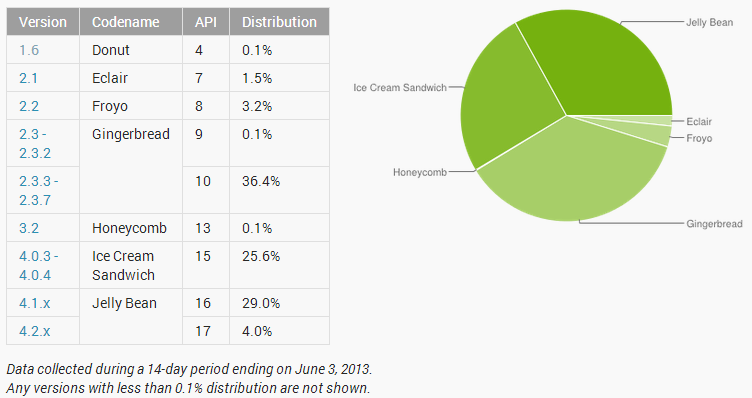 Version Codename API Distribution
1.6 Donut 4 0.1%
2.1 Eclair 7 1.5%
2.2 Froyo 8 3.2%
2.3 - Gingerbread 9 0.1%
2.3.2
2.3.3 - 10 36.4%
2.3.7
3.2 Honeycomb 13 0.1%
4.0.3 - Ice Cream 15 25.6%
4.0.4 Sandwich
4.1.x Jelly Bean 16 29.0%
4.2.x 17 4.0%
Jelly Bean
Ice Cream Sandwich
Eclair
Froyo
Honeycomb
Gingerbread
Data collected during a 14-day period ending on June 3, 2013.
Any versions with less than 0.1% distribution are not shown.